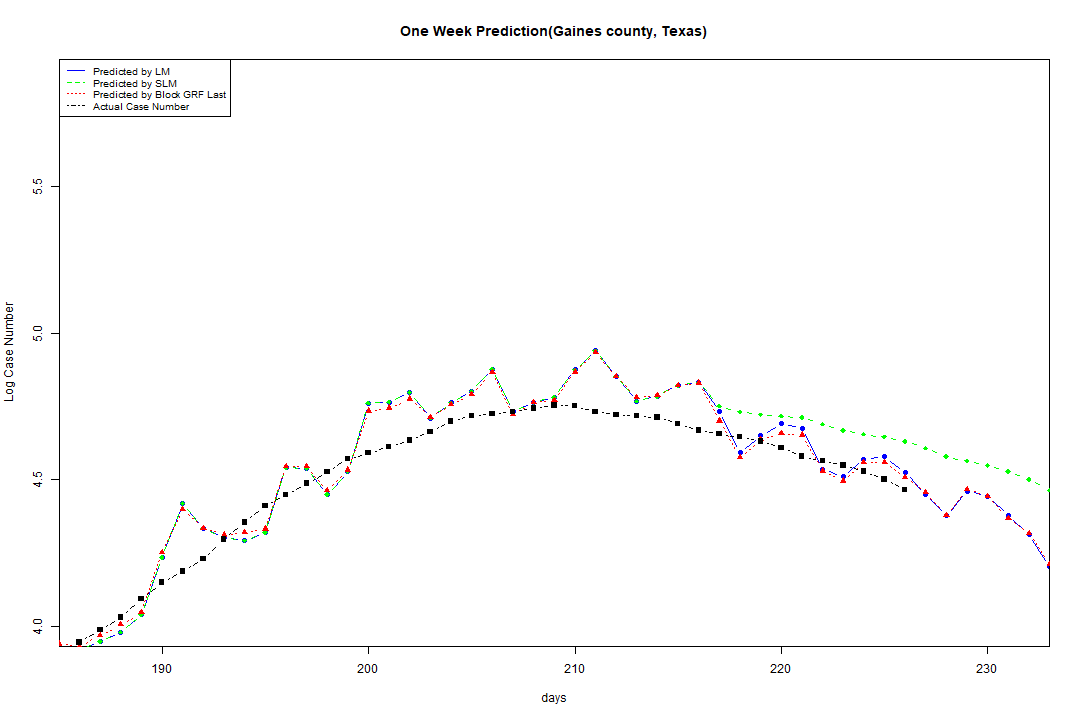 One Week Prediction(Gaines county, Texas)
Predicted by LM
Predicted by SLM
Predicted by Block GRF Last
Actual Case Number
5.5
5.0
4.5
4.0
Log Case Number
190 200 210 220 230
days